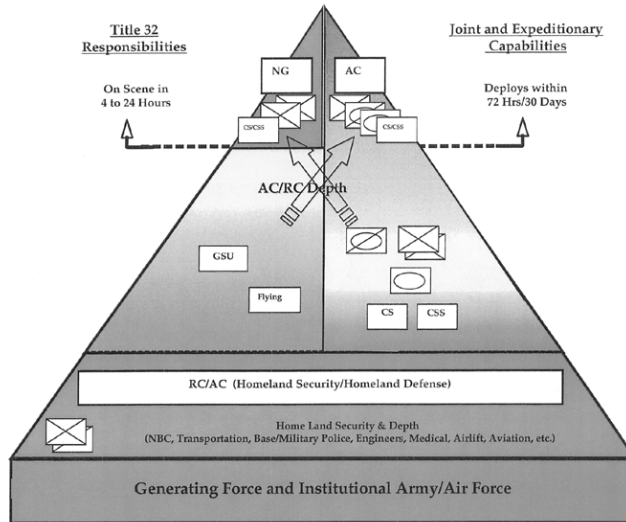 Title 32
Responsibilities
Joint and Expeditionary
Capabilities
NG
AC
On Scene in
4 to 24 Hours
Deploys within
72 Hrs/30 Days
CS/CSS
CS/CSS
AC/RC Depth
GSU
Flying
CS
CSS
RC/AC (Homeland Security/Homeland Defense)
Home Land Security & Depth
(NBC, Transportation, Base/Military Police, Engineers, Medical, Airlift, Aviation, etc.)
Generating Force and Institutional Army/Air Force